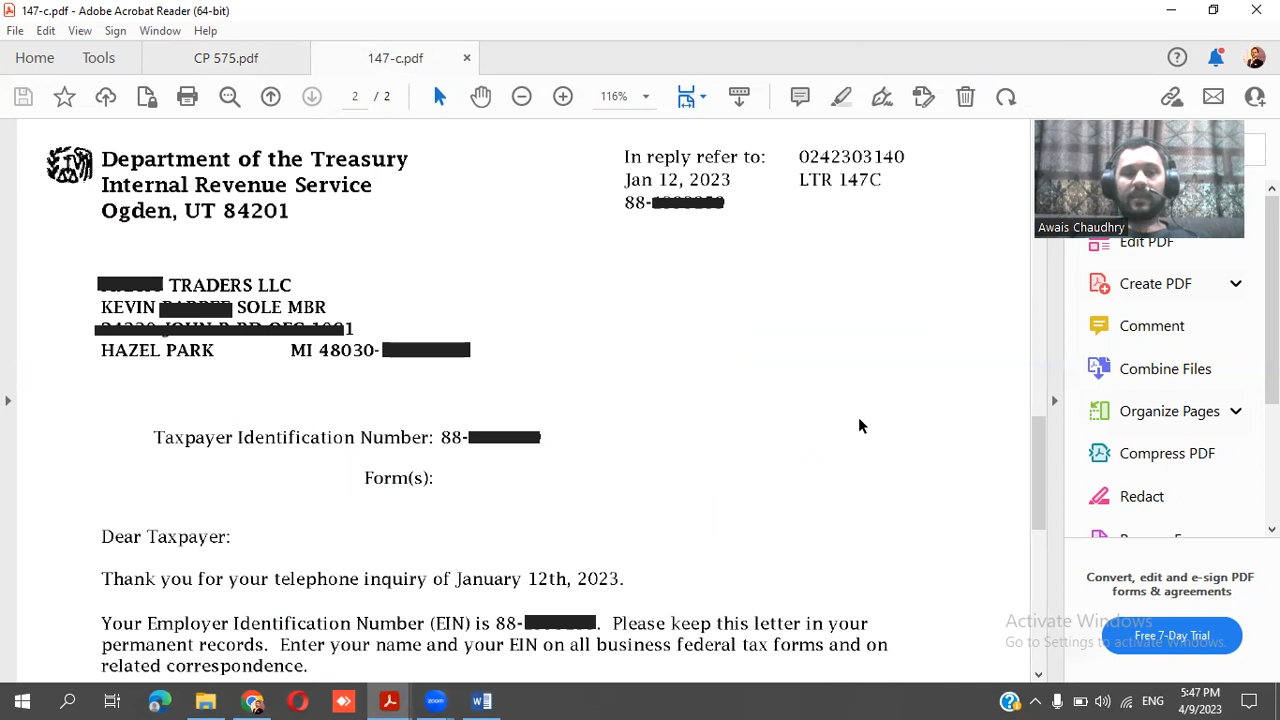 147-c.pdf - Adobe Acrobat Reader (64-bit)
File Edit View Sign Window Help
Home Tools CP 575.pdf 147-c.pdf
2 / 2 116%
Department of the Treasury
Internal Revenue Service
Ogden, UT 84201
In reply refer to: 0242303140
Jan 12, 2023 LTR 147C
88-
TRADERS LLC
KEVIN SOLE MBR
HAZEL PARK MI 48030-
Taxpayer Identification Number: 88-
Form(s):
Dear Taxpayer:
Thank you for your telephone inquiry of January 12th, 2023.
Your Employer Identification Number (EIN) is 88- . Please keep this letter in your
permanent records. Enter your name and your EIN on all business federal tax forms and on
related correspondence.
Awais Chaudhry
Edit PDF
Create PDF
Comment
Combine Files
Organize Pages
Compress PDF
Redact
Convert, edit and e-sign PDF
forms & agreements
Free 7-Day Trial
Activate Windows
Go to Settings to activate Windows.
zoom
ENG
5:47 PM
4/9/2023